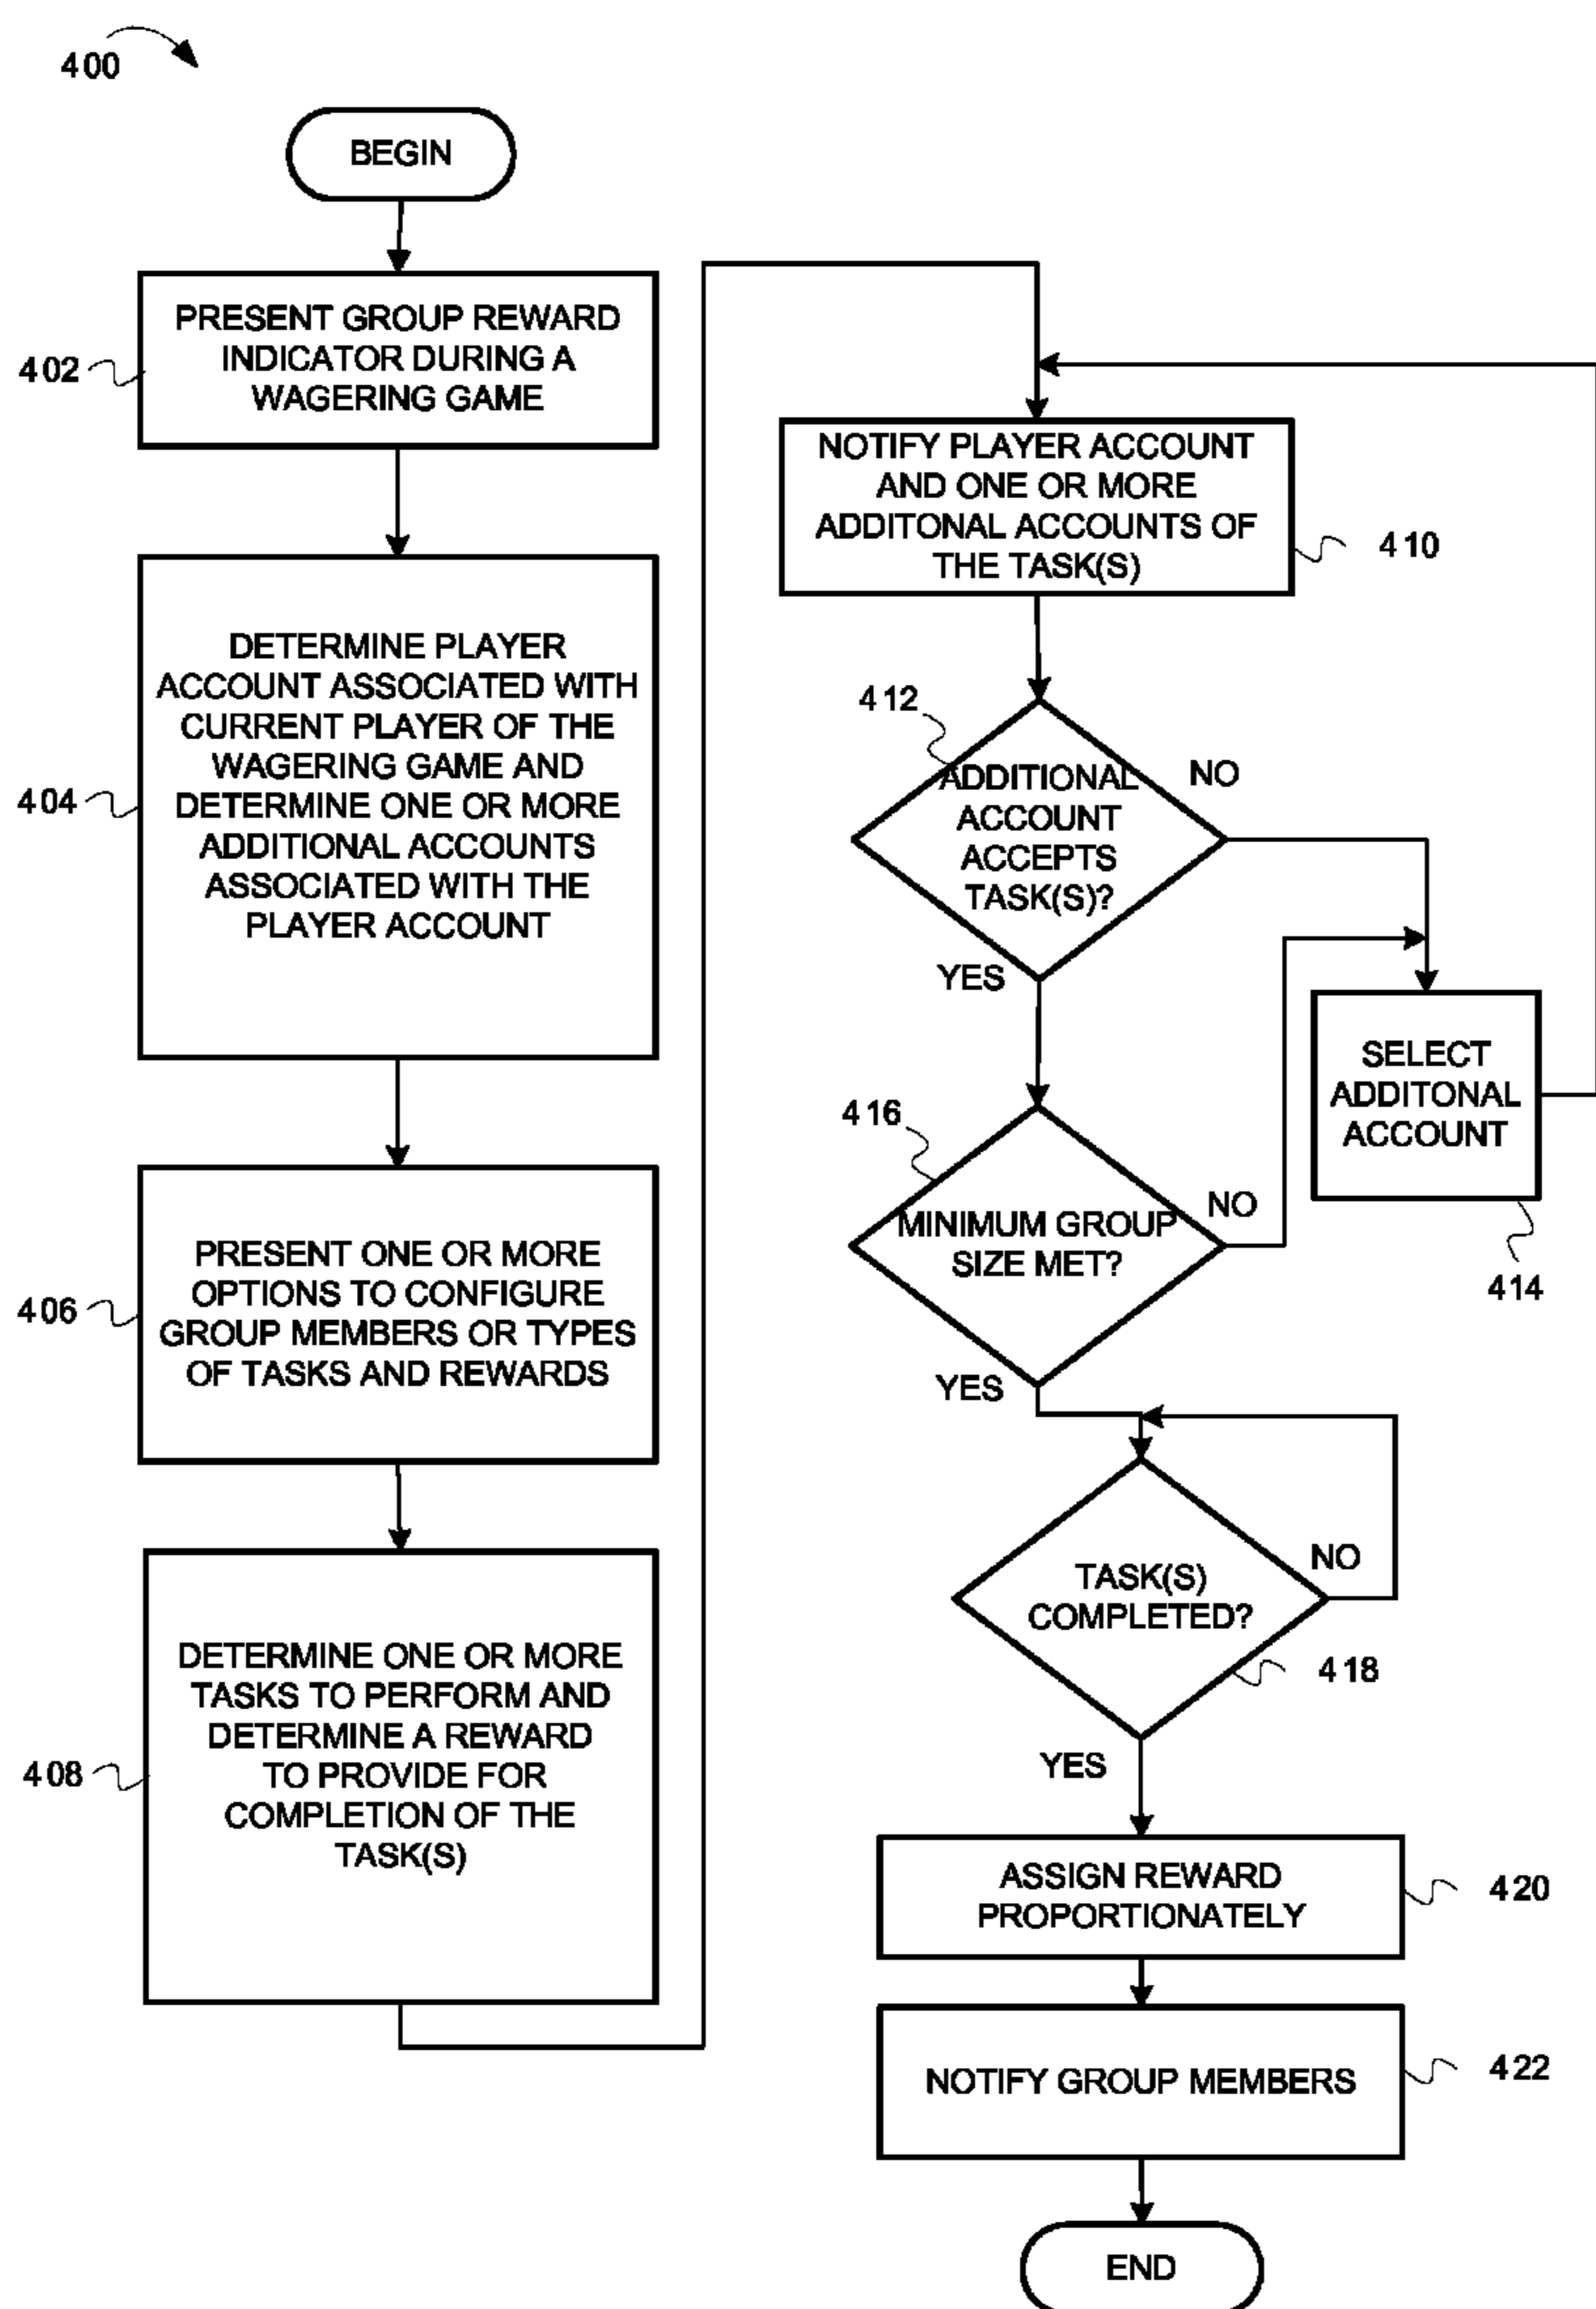 400
BEGIN
402
PRESENT GROUP REWARD
INDICATOR DURING A
WAGERING GAME
404
DETERMINE PLAYER
ACCOUNT ASSOCIATED WITH
CURRENT PLAYER OF THE
WAGERING GAME AND
DETERMINE ONE OR MORE
ADDITIONAL ACCOUNTS
ASSOCIATED WITH THE
PLAYER ACCOUNT
406
PRESENT ONE OR MORE
OPTIONS TO CONFIGURE
GROUP MEMBERS OR TYPES
OF TASKS AND REWARDS
408
DETERMINE ONE OR MORE
TASKS TO PERFORM AND
DETERMINE A REWARD
TO PROVIDE FOR
COMPLETION OF THE
TASK(S)
NOTIFY PLAYER ACCOUNT
AND ONE OR MORE
ADDITONAL ACCOUNTS OF
THE TASK(S)
410
412
ADDITIONAL
ACCOUNT
ACCEPTS
TASK(S)?
NO
YES
SELECT
ADDITONAL
ACCOUNT
414
416
MINIMUM GROUP
SIZE MET?
NO
YES
TASK(S)
COMPLETED?
NO
418
YES
ASSIGN REWARD
PROPORTIONATELY
420
NOTIFY GROUP MEMBERS
422
END